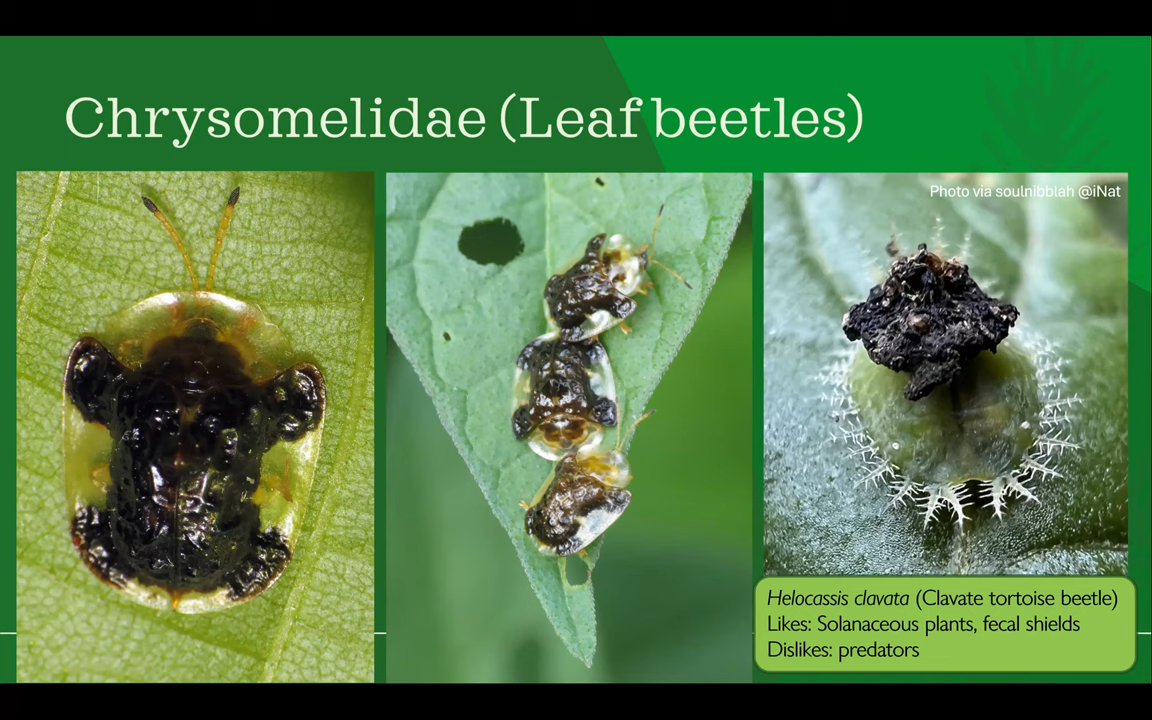 Chrysomelidae (Leaf beetles)
Photo via soulnibblah @iNat
Helocassis clavata (Clavate tortoise beetle)
Likes: Solanaceous plants, fecal shields
Dislikes: predators